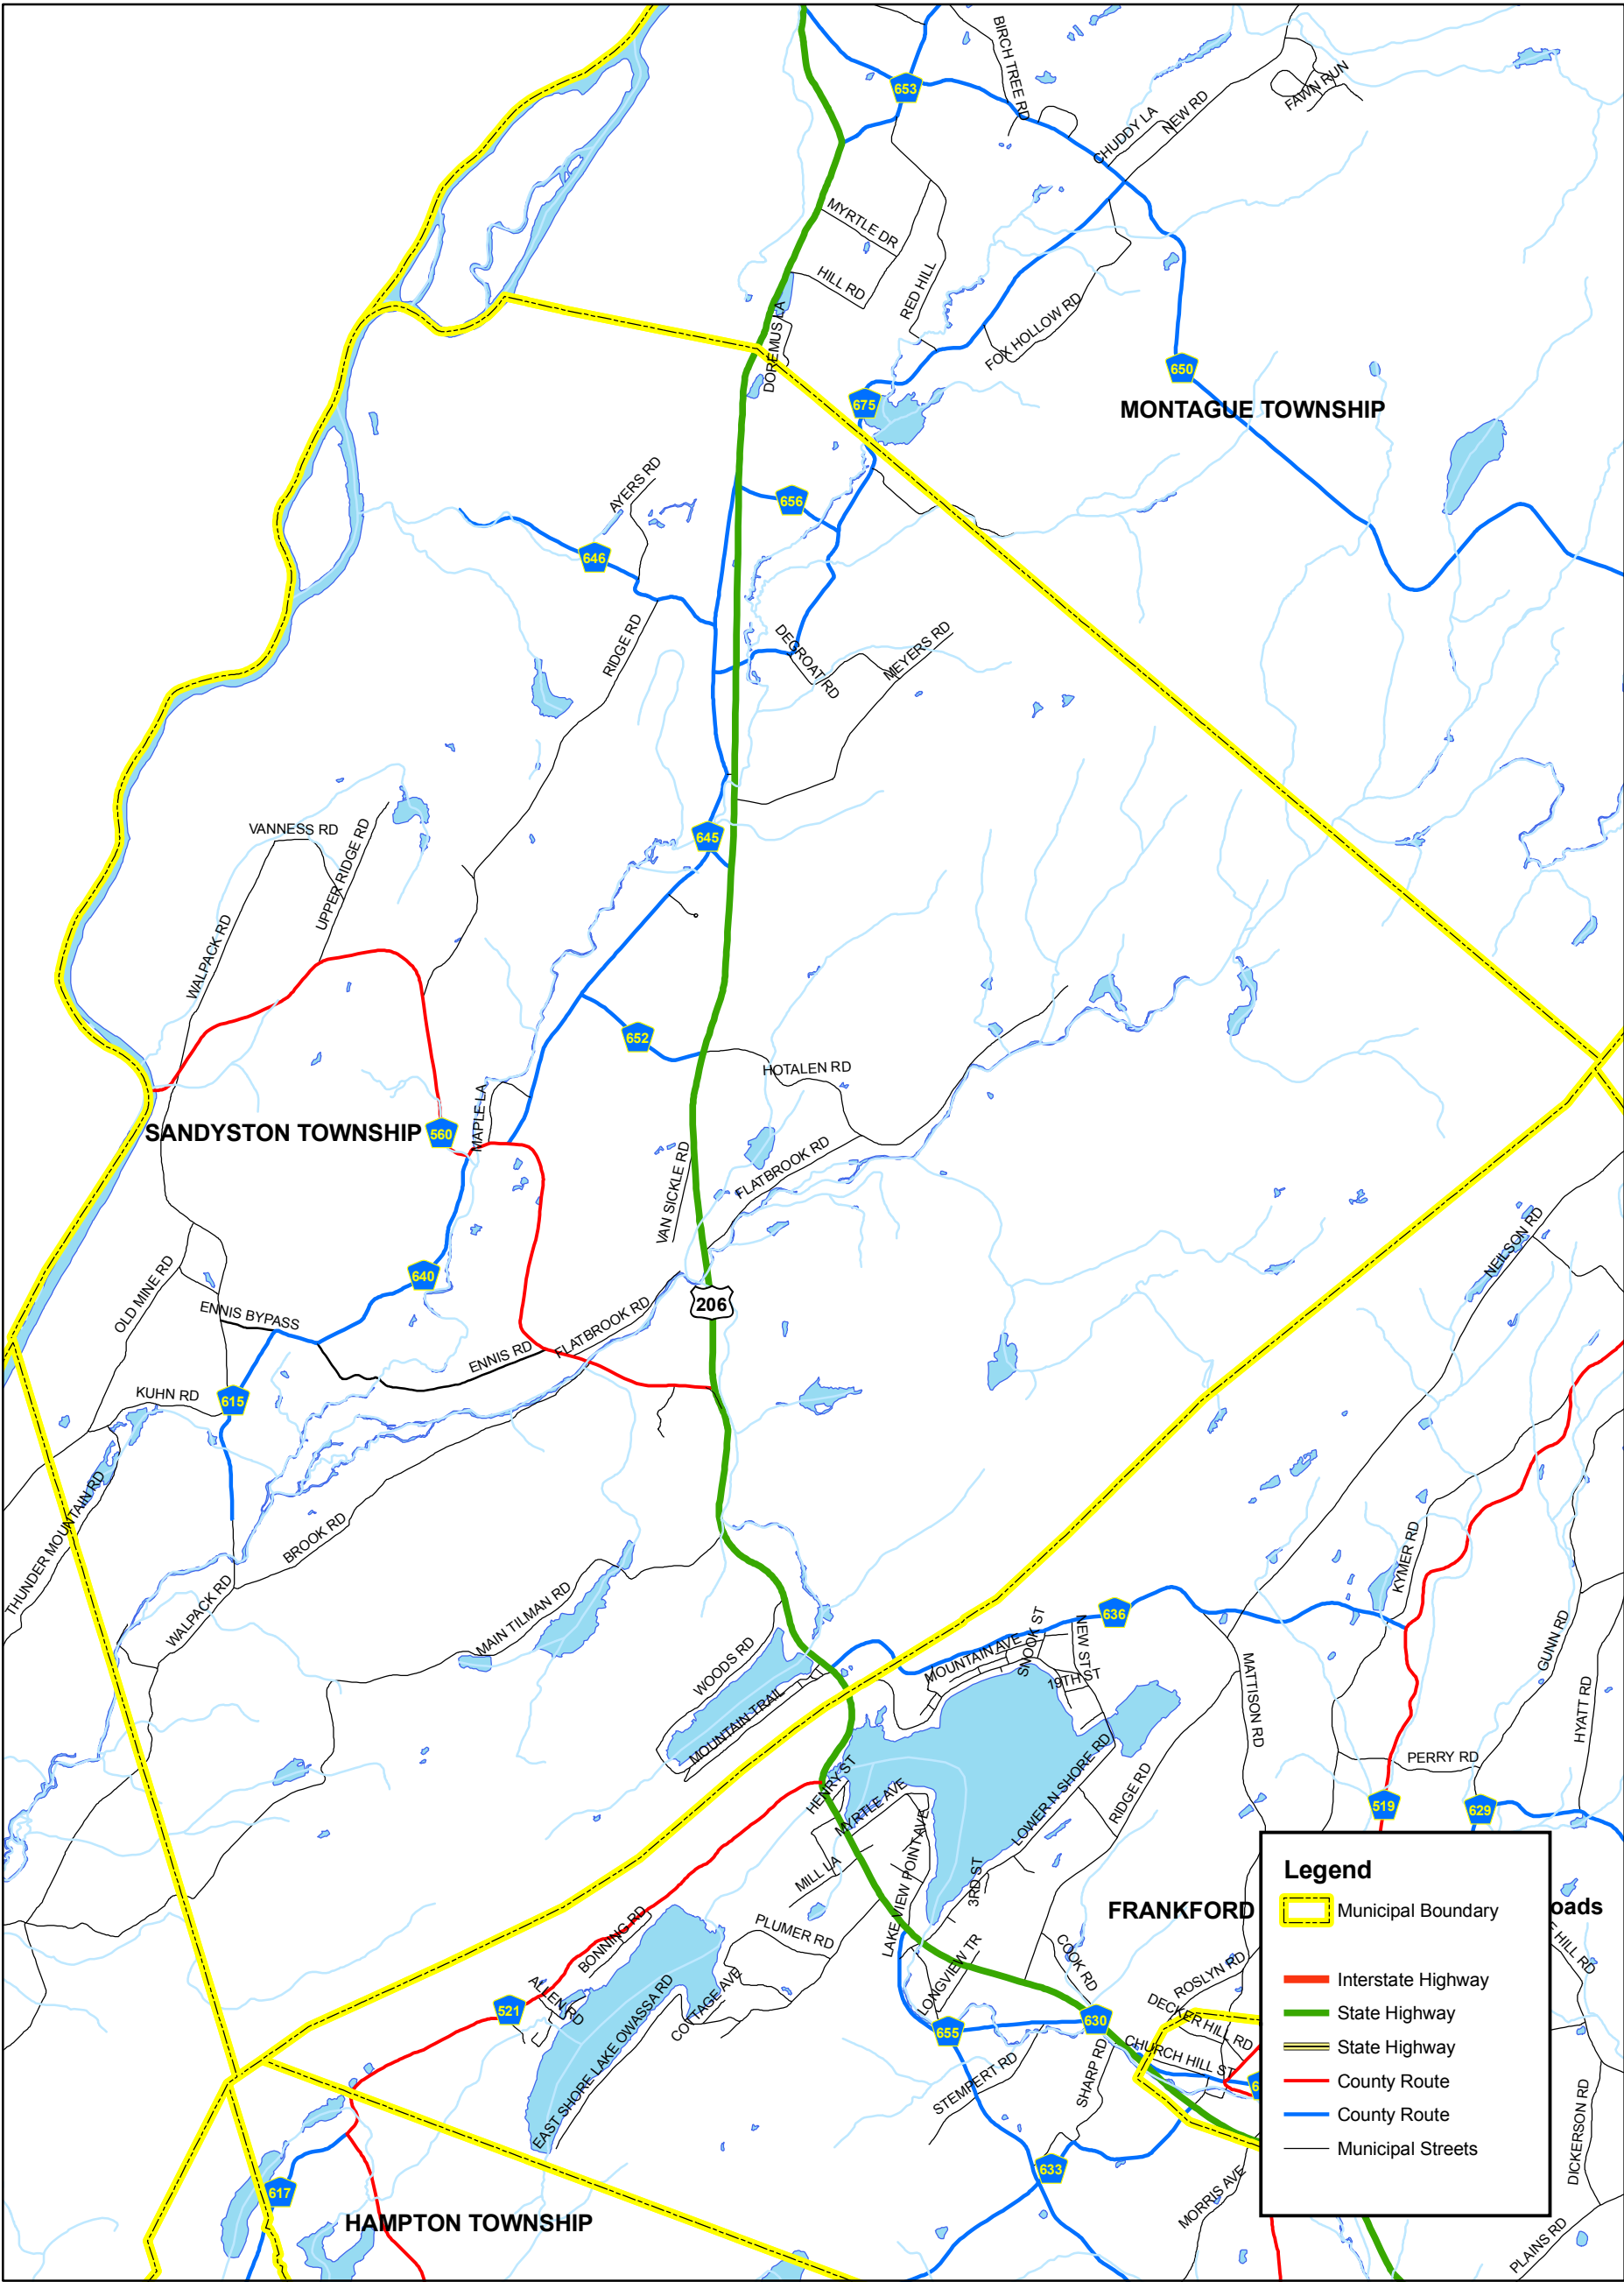 BIRCH TREE RD
653
FAWN RUN
CHUDDY LA
NEW RD
MYRTLE DR
HILL RD
RED HILL
FOX HOLLOW RD
DOREMUS LA
650
675
MONTAGUE TOWNSHIP
AYERS RD
656
646
RIDGE RD
DEGROAT RD
MEYERS RD
VANNESS RD
UPPER RIDGE RD
645
WALPACK RD
652
HOTALEN RD
MAPLE LA
SANDYSTON TOWNSHIP
560
VAN SICKLE RD
FLATBROOK RD
NEILSON RD
OLD MINE RD
640
206
ENNIS BYPASS
ENNIS RD
FLATBROOK RD
KUHN RD
615
THUNDER MOUNTAIN RD
BROOK RD
KYMER RD
WALPACK RD
MAIN TILMAN RD
636
WOODS RD
MOUNTAIN AVE
SNOOK ST
NEW ST
19TH ST
GUNN RD
MATTISON RD
HYATT RD
MOUNTAIN TRAIL
PERRY RD
HENRY ST
MYRTLE AVE
LOWER N SHORE RD
RIDGE RD
519
629
MILL LA
LAKE VIEW POINT AVE
3RD ST
FRANKFORD
oads
Legend
Municipal Boundary
Interstate Highway
State Highway
State Highway
County Route
County Route
Municipal Streets
BONNING RD
PLUMER RD
LONGVIEW TR
COOK RD
ROSLYN RD
HILL RD
ALLEN RD
521
EAST SHORE LAKE OWASSA RD
COTTAGE AVE
655
630
DECKER HILL RD
CHURCH HILL ST
STEMPERT RD
SHARP RD
633
MORRIS AVE
DICKERSON RD
PLAINS RD
617
HAMPTON TOWNSHIP